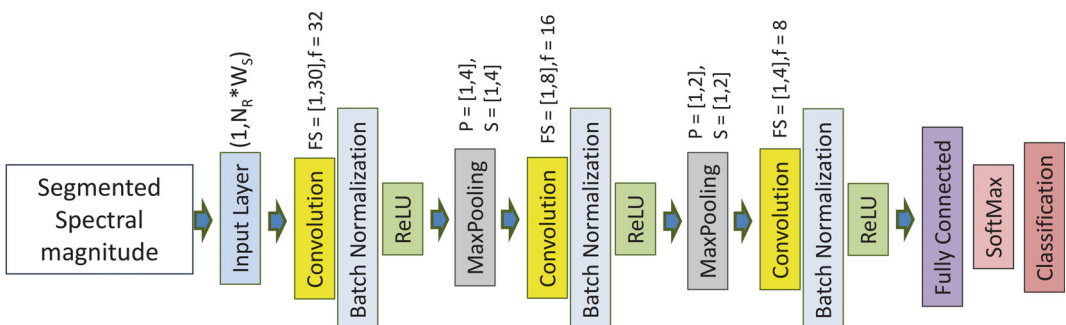 Segmented
Spectral
magnitude
Input Layer
(1,N_R*W_S)
Convolution
FS = [1,30],f = 32
Batch Normalization
ReLU
MaxPooling
P = [1,4],
S = [1,4]
Convolution
FS = [1,8],f = 16
Batch Normalization
ReLU
MaxPooling
P = [1,2],
S = [1,2]
Convolution
FS = [1,4],f = 8
Batch Normalization
ReLU
Fully Connected
SoftMax
Classification